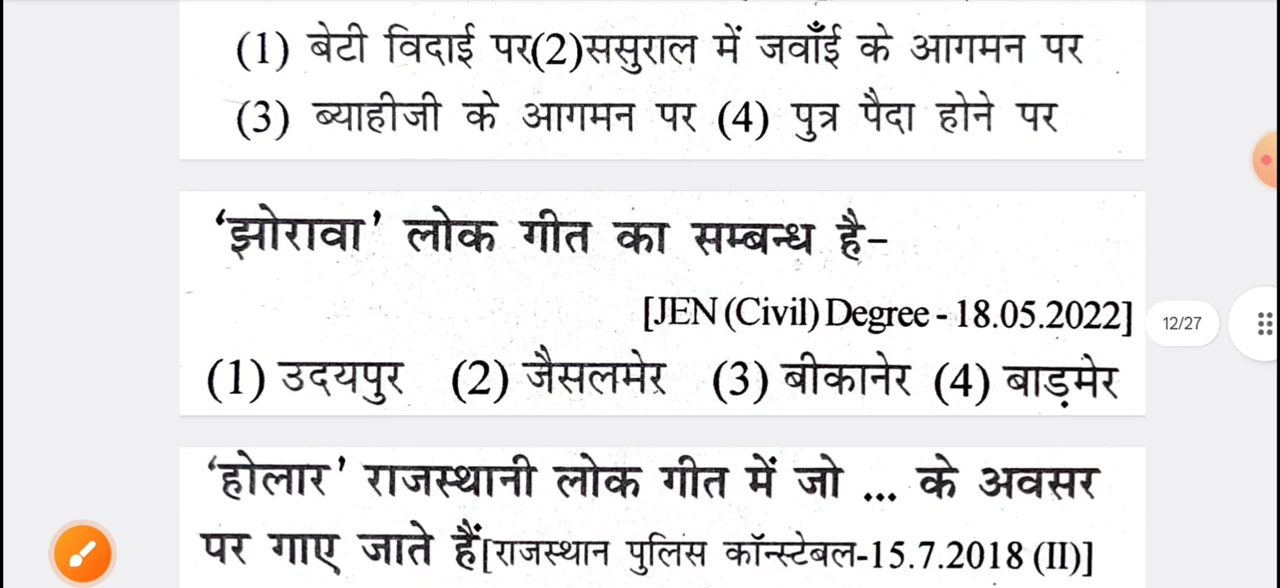 (1) बेटी विदाई पर(2)ससुराल में जवाँई के आगमन पर
(3) ब्याहीजी के आगमन पर (4) पुत्र पैदा होने पर
‘झोरावा’ लोक गीत का सम्बन्ध है-
[JEN (Civil) Degree - 18.05.2022]
12/27
(1) उदयपुर (2) जैसलमेर (3) बीकानेर (4) बाड़मेर
‘होलार’ राजस्थानी लोक गीत में जो ... के अवसर
पर गाए जाते हैं[राजस्थान पुलिस कॉन्स्टेबल-15.7.2018 (II)]